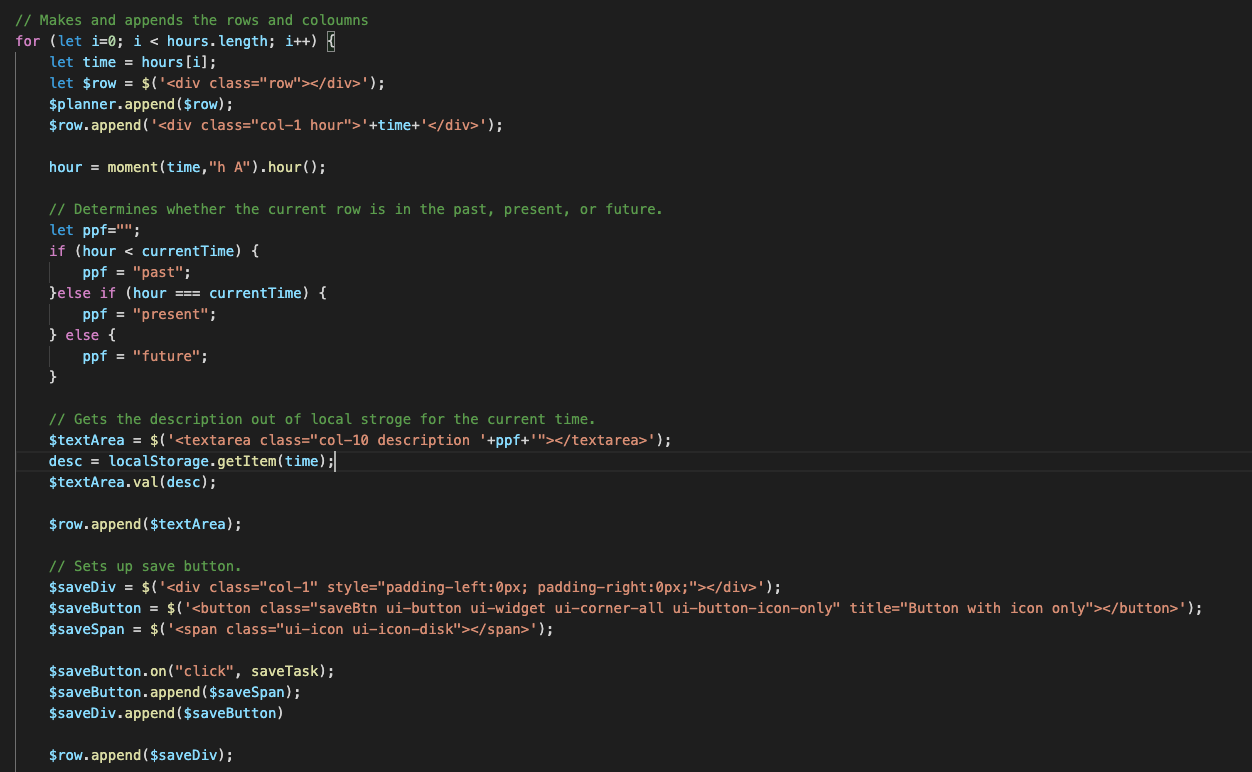 // Makes and appends the rows and coloumns
for (let i=0; i < hours.length; i++) {
    let time = hours[i];
    let $row = $('<div class="row"></div>');
    $planner.append($row);
    $row.append('<div class="col-1 hour">'+time+'</div>');

    hour = moment(time,"h A").hour();

    // Determines whether the current row is in the past, present, or future.
    let ppf="";
    if (hour < currentTime) {
        ppf = "past";
    }else if (hour === currentTime) {
        ppf = "present";
    } else {
        ppf = "future";
    }

    // Gets the description out of local stroge for the current time.
    $textArea = $('<textarea class="col-10 description '+ppf+'"></textarea>');
    desc = localStorage.getItem(time);
    $textArea.val(desc);

    $row.append($textArea);

    // Sets up save button.
    $saveDiv = $('<div class="col-1" style="padding-left:0px; padding-right:0px;"></div>');
    $saveButton = $('<button class="saveBtn ui-button ui-widget ui-corner-all ui-button-icon-only" title="Button with icon only"></button>');
    $saveSpan = $('<span class="ui-icon ui-icon-disk"></span>');

    $saveButton.on("click", saveTask);
    $saveButton.append($saveSpan);
    $saveDiv.append($saveButton)

    $row.append($saveDiv);